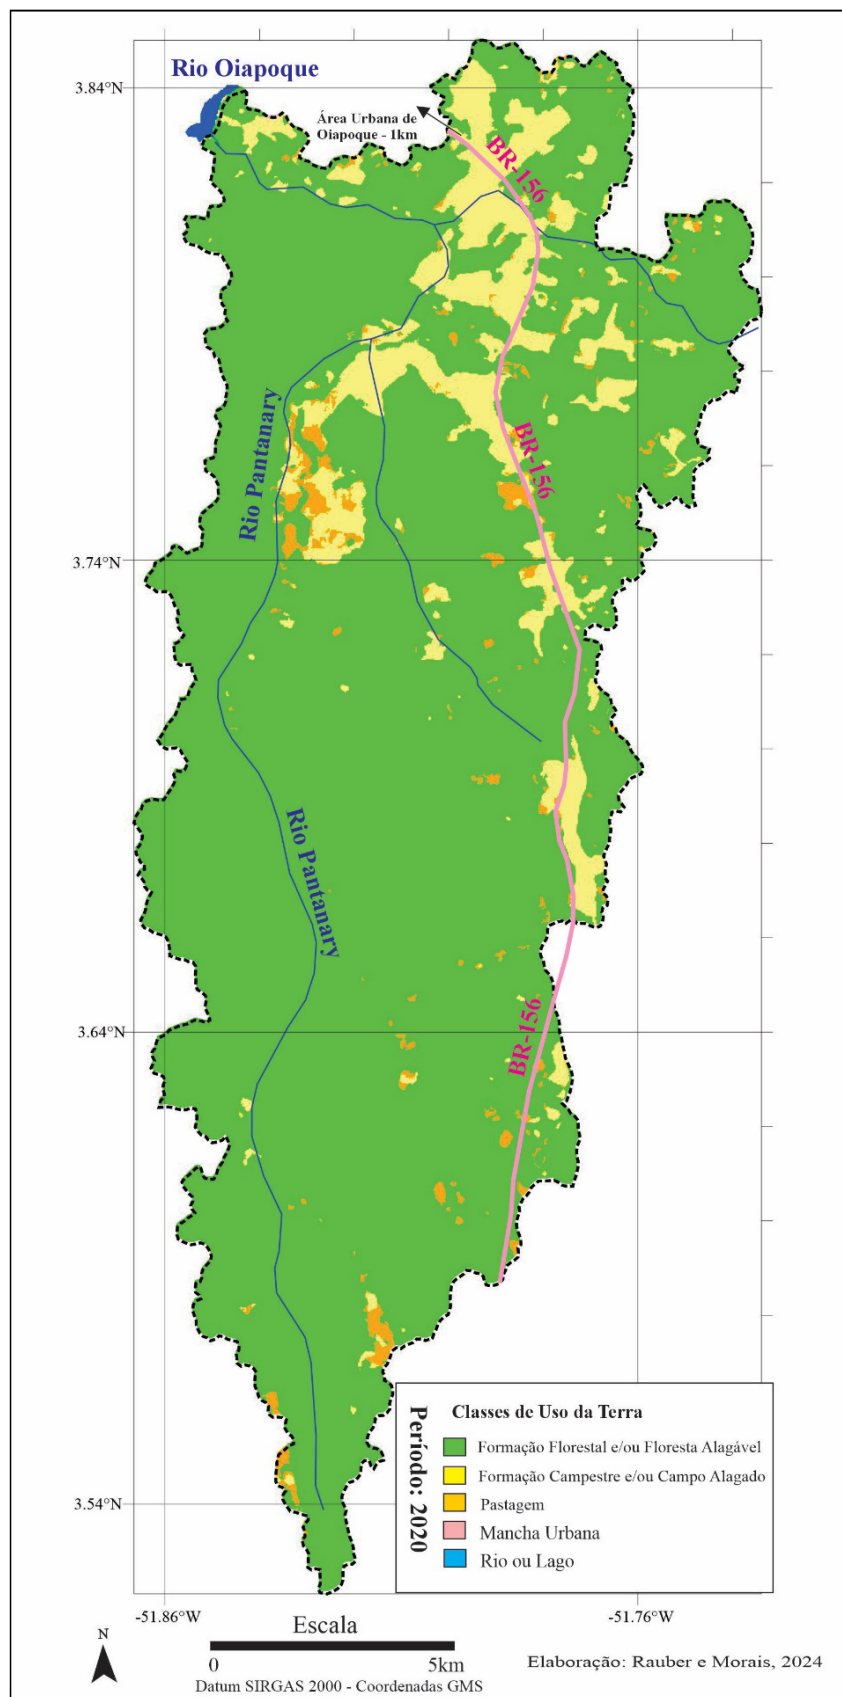 Rio Oiapoque
3.84°N
Área Urbana de
Oiapoque - 1km
BR-156
Rio Pantanary
BR-156
3.74°N
Rio Pantanary
BR-156
3.64°N
Período: 2020
Classes de Uso da Terra
Formação Florestal e/ou Floresta Alagável
Formação Campestre e/ou Campo Alagado
Pastagem
Mancha Urbana
Rio ou Lago
3.54°N
-51.86°W
-51.76°W
N
Escala
0
5km
Datum SIRGAS 2000 - Coordenadas GMS
Elaboração: Rauber e Morais, 2024